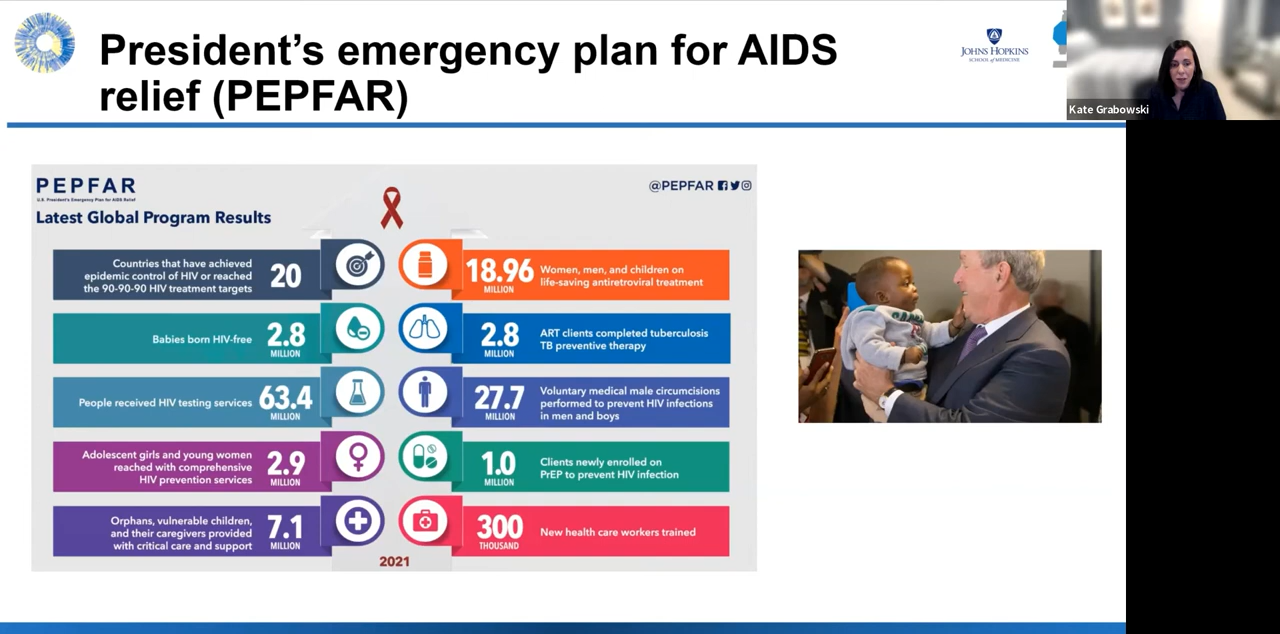 President's emergency plan for AIDS
relief (PEPFAR)
JOHNS HOPKINS
SCHOOL of MEDICINE
Kate Grabowski
PEPFAR
U.S. President's Emergency Plan for AIDS Relief
@PEPFAR
Latest Global Program Results
Countries that have achieved
epidemic control of HIV or reached
the 90-90-90 HIV treatment targets
20
18.96
MILLION
Women, men, and children on
life-saving antiretroviral treatment
Babies born HIV-free
2.8
MILLION
2.8
MILLION
ART clients completed tuberculosis
TB preventive therapy
People received HIV testing services
63.4
MILLION
27.7
MILLION
Voluntary medical male circumcisions
performed to prevent HIV infections
in men and boys
Adolescent girls and young women
reached with comprehensive
HIV prevention services
2.9
MILLION
1.0
MILLION
Clients newly enrolled on
PrEP to prevent HIV infection
Orphans, vulnerable children,
and their caregivers provided
with critical care and support
7.1
MILLION
300
THOUSAND
New health care workers trained
2021